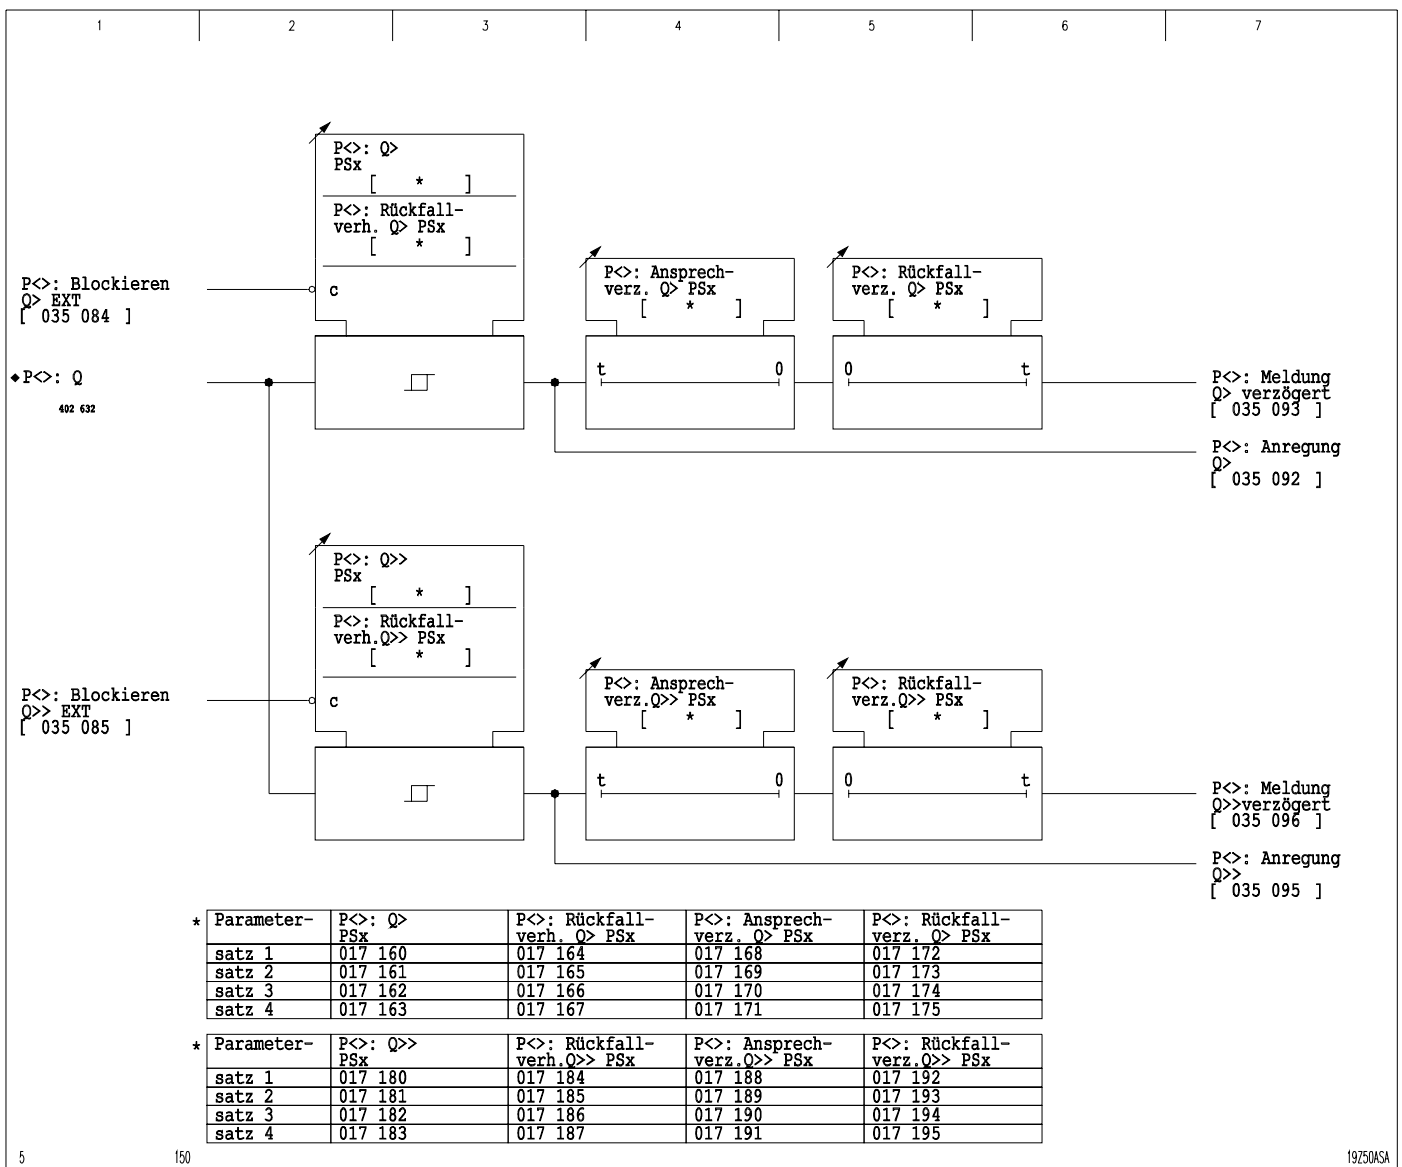 1 2 3 4 5 6 7
P<>: Q>
PSx
[ * ]
P<>: Rückfall-
verh. Q> PSx
[ * ]
c
P<>: Blockieren
Q> EXT
[ 035 084 ]
P<>: Ansprech-
verz. Q> PSx
[ * ]
P<>: Rückfall-
verz. Q> PSx
[ * ]
t 0
0 t
◆P<>: Q
402 632
P<>: Meldung
Q> verzögert
[ 035 093 ]
P<>: Anregung
Q>
[ 035 092 ]
P<>: Q>>
PSx
[ * ]
P<>: Rückfall-
verh.Q>> PSx
[ * ]
c
P<>: Blockieren
Q>> EXT
[ 035 085 ]
P<>: Ansprech-
verz.Q>> PSx
[ * ]
P<>: Rückfall-
verz.Q>> PSx
[ * ]
t 0
0 t
P<>: Meldung
Q>>verzögert
[ 035 096 ]
P<>: Anregung
Q>>
[ 035 095 ]
* Parameter- P<>: Q> P<>: Rückfall- P<>: Ansprech- P<>: Rückfall-
PSx verh. Q> PSx verz. Q> PSx verz. Q> PSx
satz 1 017 160 017 164 017 168 017 172
satz 2 017 161 017 165 017 169 017 173
satz 3 017 162 017 166 017 170 017 174
satz 4 017 163 017 167 017 171 017 175
* Parameter- P<>: Q>> P<>: Rückfall- P<>: Ansprech- P<>: Rückfall-
PSx verh.Q>> PSx verz.Q>> PSx verz.Q>> PSx
satz 1 017 180 017 184 017 188 017 192
satz 2 017 181 017 185 017 189 017 193
satz 3 017 182 017 186 017 190 017 194
satz 4 017 183 017 187 017 191 017 195
5 150 19Z50ASA